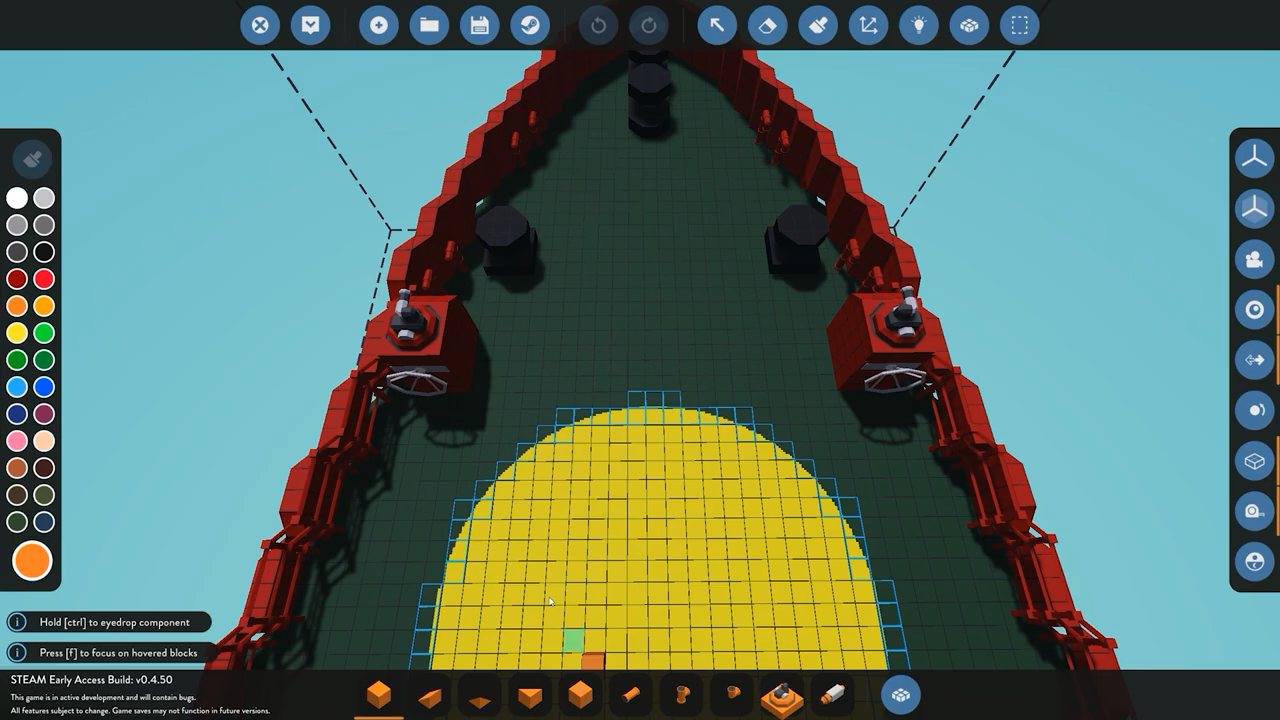 Hold [ctrl] to eyedrop component
Press [f] to focus on hovered blocks
STEAM Early Access Build: v0.4.50
This game is in active development and will contain bugs.
All features subject to change. Game saves may not function in future versions.